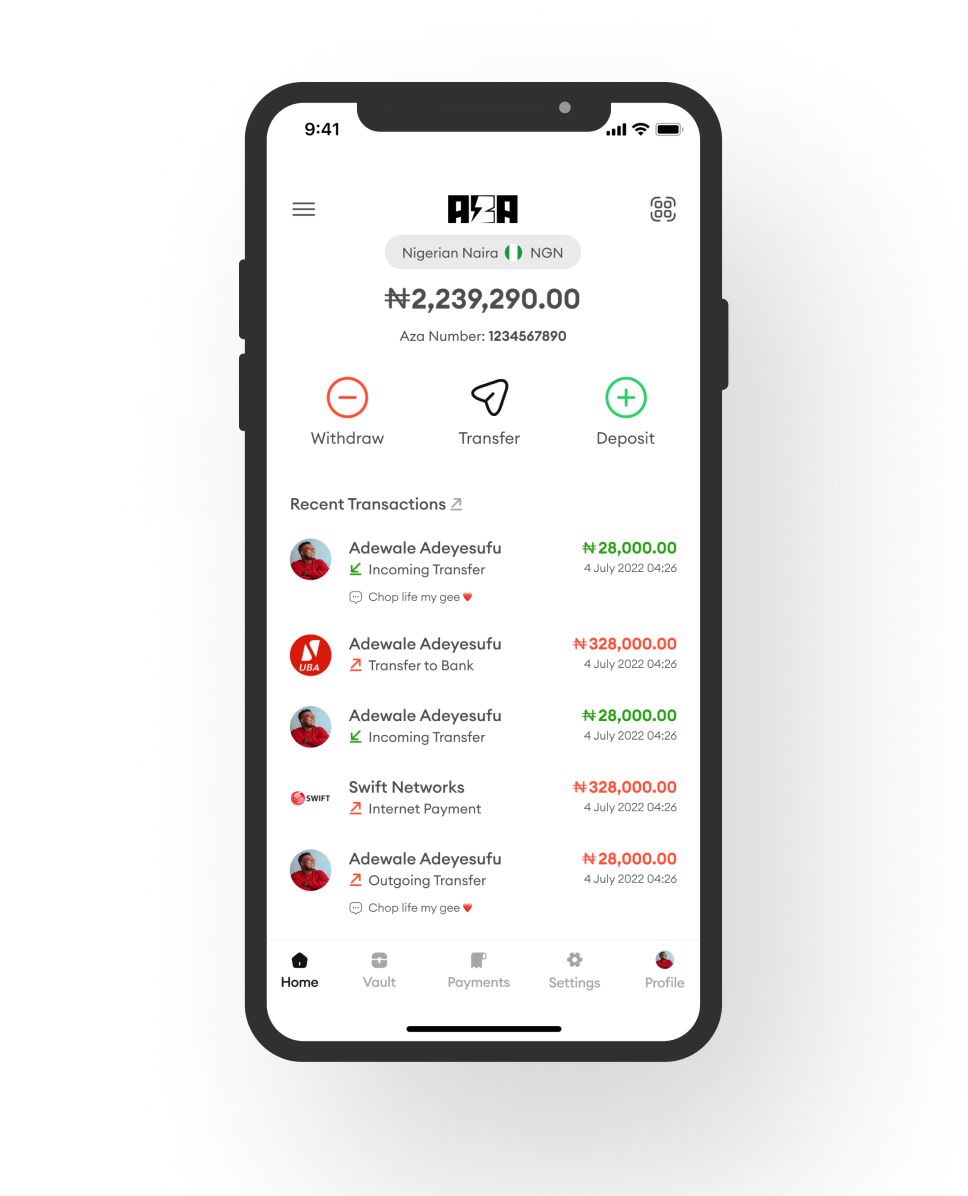 9:41
AZA
Nigerian Naira NGN
₦2,239,290.00
Aza Number: 1234567890
Withdraw
Transfer
Deposit
Recent Transactions
Adewale Adeyesufu ₦28,000.00
Incoming Transfer 4 July 2022 04:26
Chop life my gee ❤️
UBA
Adewale Adeyesufu ₦328,000.00
Transfer to Bank 4 July 2022 04:26
Adewale Adeyesufu ₦28,000.00
Incoming Transfer 4 July 2022 04:26
SWIFT
Swift Networks ₦328,000.00
Internet Payment 4 July 2022 04:26
Adewale Adeyesufu ₦28,000.00
Outgoing Transfer 4 July 2022 04:26
Chop life my gee ❤️
Home
Vault
Payments
Settings
Profile